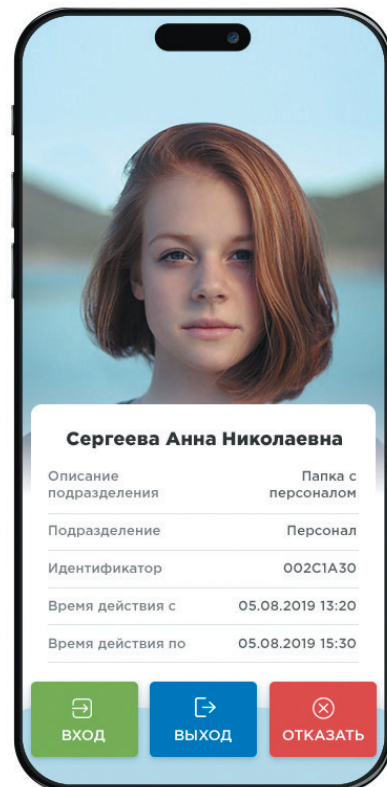 Сергеева Анна Николаевна
Описание подразделения Папка с персоналом
Подразделение Персонал
Идентификатор 002C1A30
Время действия с 05.08.2019 13:20
Время действия по 05.08.2019 15:30
ВХОД ВЫХОД ОТКАЗАТЬ